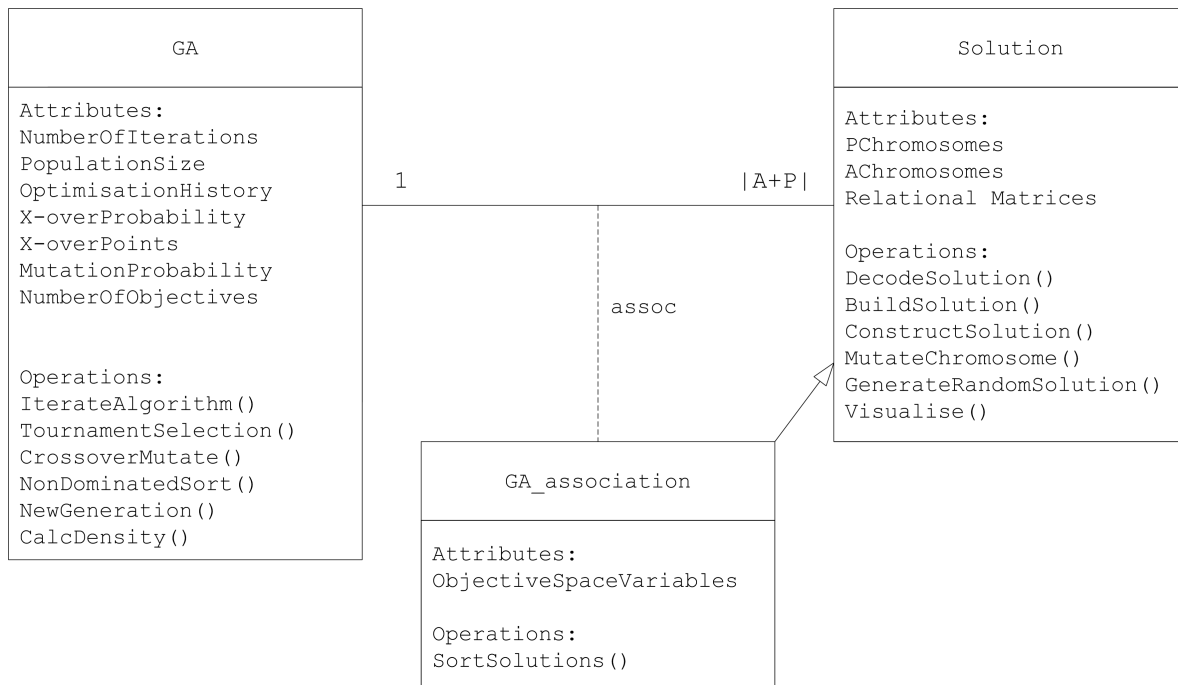 GA
Attributes:
NumberOfIterations
PopulationSize
OptimisationHistory
X-overProbability
X-overPoints
MutationProbability
NumberOfObjectives
Operations:
IterateAlgorithm()
TournamentSelection()
CrossoverMutate()
NonDominatedSort()
NewGeneration()
CalcDensity()
1
|A+P|
assoc
Solution
Attributes:
PChromosomes
AChromosomes
Relational Matrices
Operations:
DecodeSolution()
BuildSolution()
ConstructSolution()
MutateChromosome()
GenerateRandomSolution()
Visualise()
GA_association
Attributes:
ObjectiveSpaceVariables
Operations:
SortSolutions()